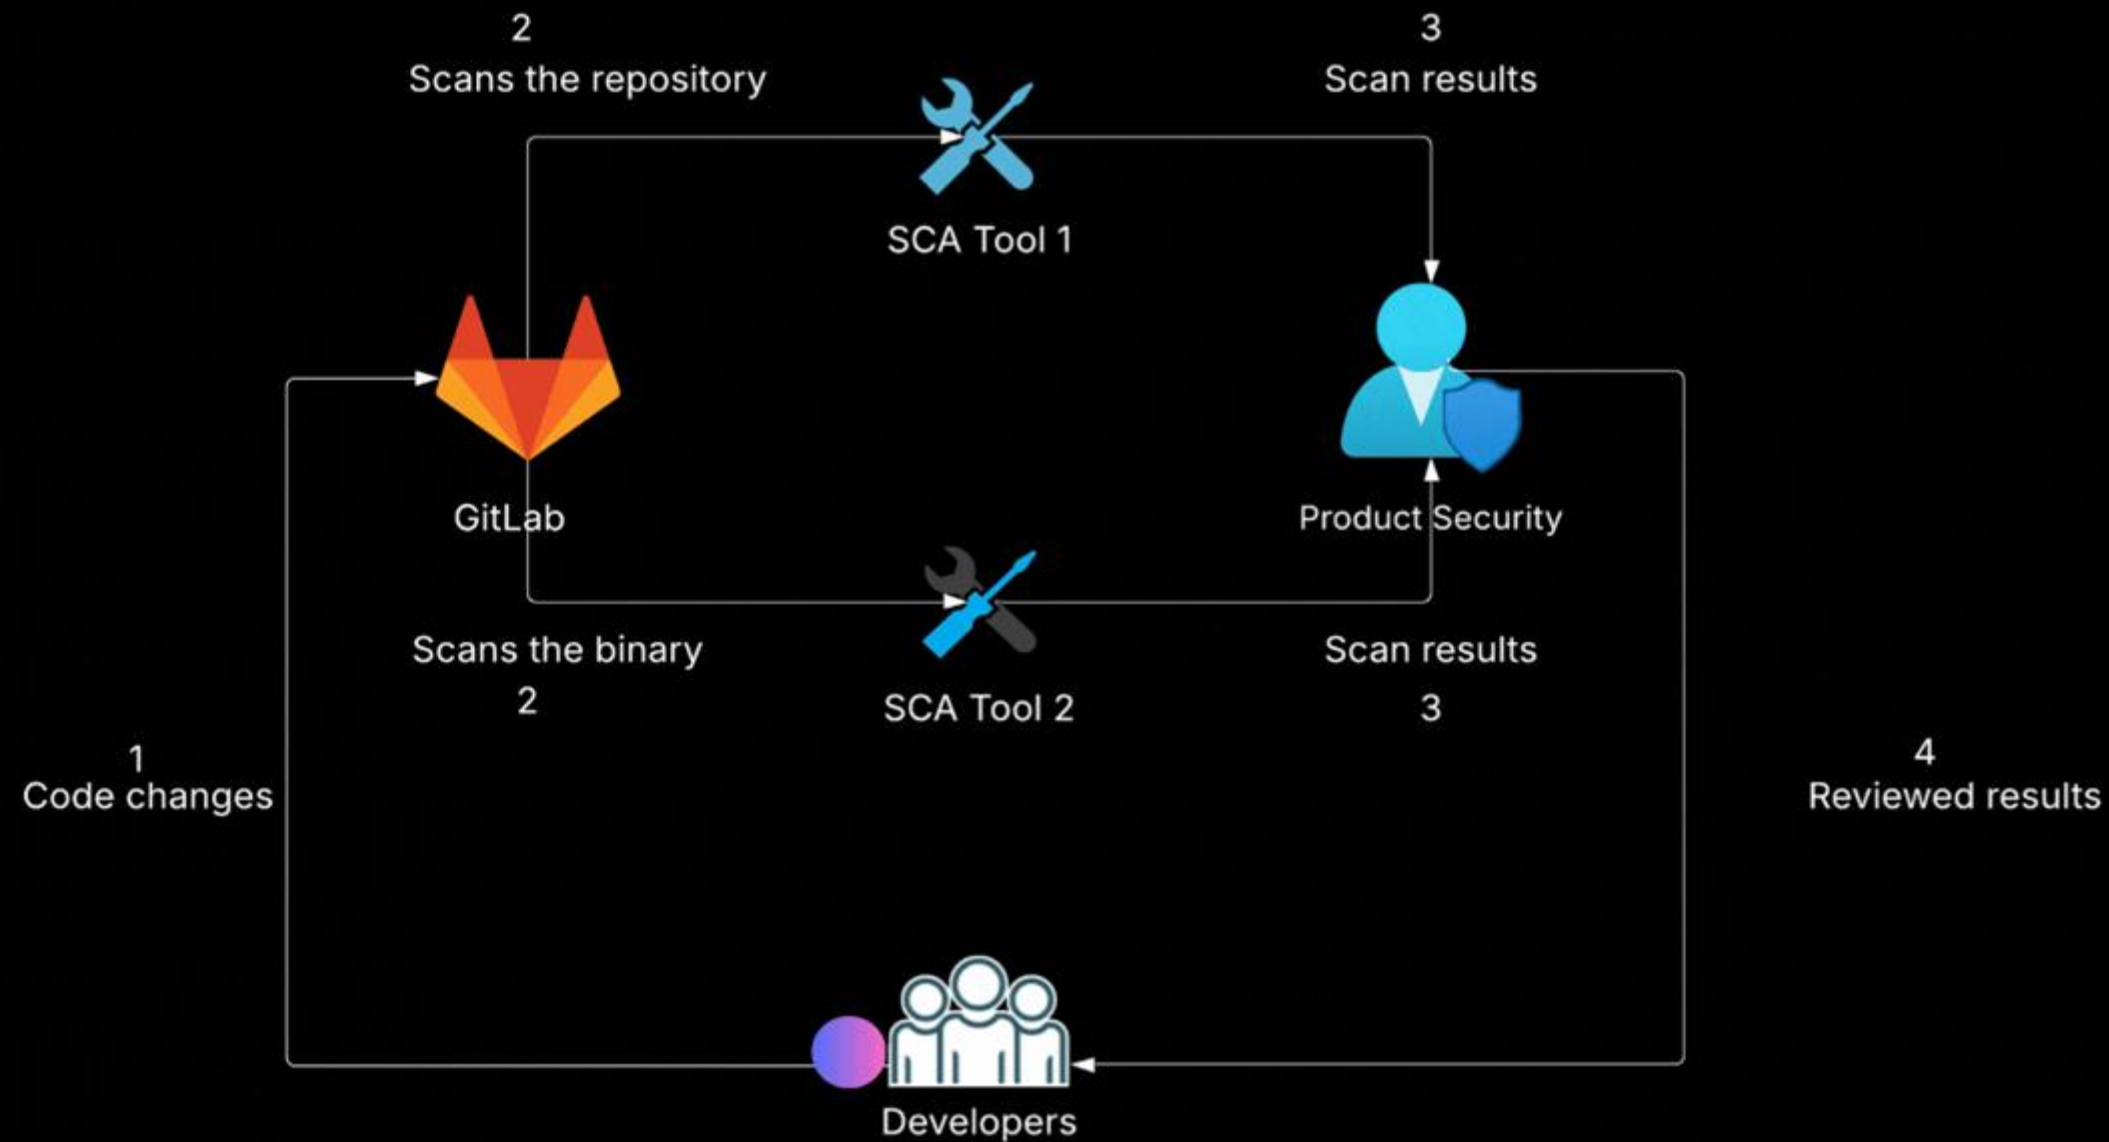 2
Scans the repository
3
Scan results
SCA Tool 1
GitLab
Product Security
Scans the binary
2
SCA Tool 2
Scan results
3
1
Code changes
4
Reviewed results
Developers